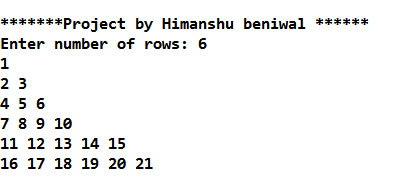 *******Project by Himanshu beniwal ******
Enter number of rows: 6
1
2 3
4 5 6
7 8 9 10
11 12 13 14 15
16 17 18 19 20 21